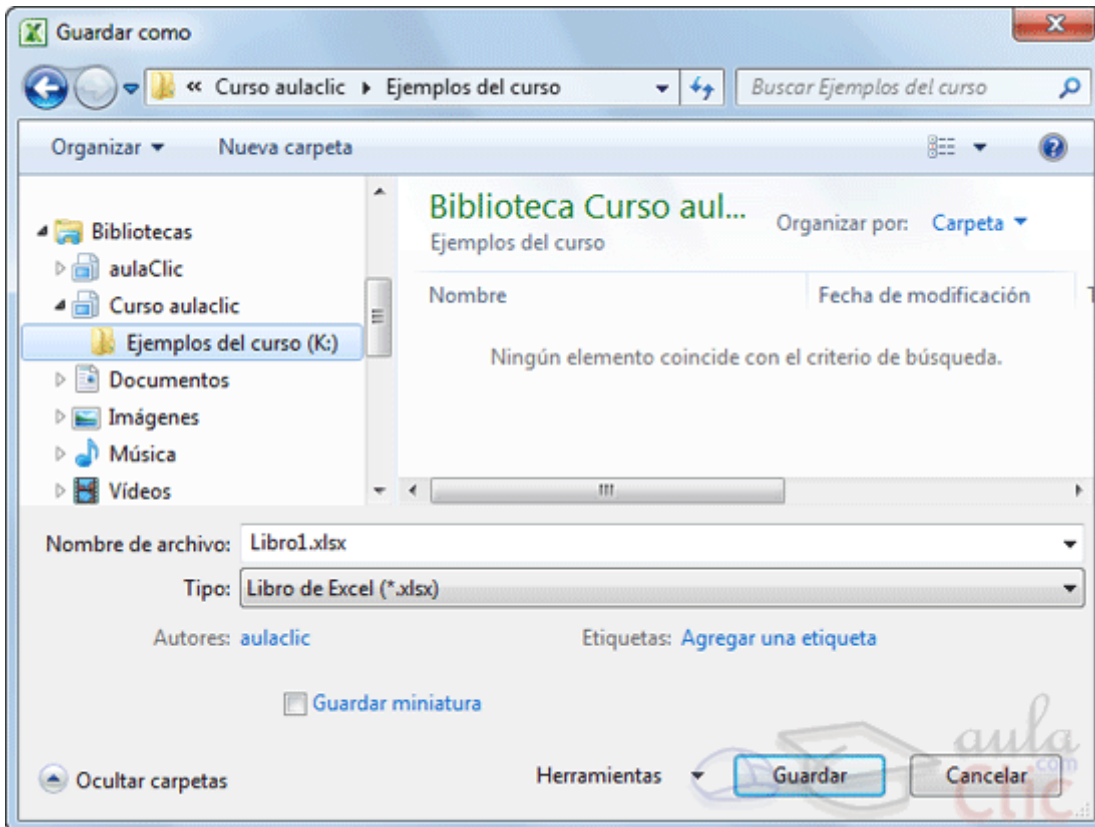 Guardar como
« Curso aulaclic Ejemplos del curso Buscar Ejemplos del curso
Organizar Nueva carpeta
Bibliotecas
aulaClic
Curso aulaclic
Ejemplos del curso (K:)
Documentos
Imágenes
Música
Vídeos
Biblioteca Curso aul...
Ejemplos del curso
Organizar por: Carpeta
Nombre Fecha de modificación T
Ningún elemento coincide con el criterio de búsqueda.
Nombre de archivo: Libro1.xlsx
Tipo: Libro de Excel (*.xlsx)
Autores: aulaclic Etiquetas: Agregar una etiqueta
Guardar miniatura
Ocultar carpetas Herramientas Guardar Cancelar
aula
.com
Clic